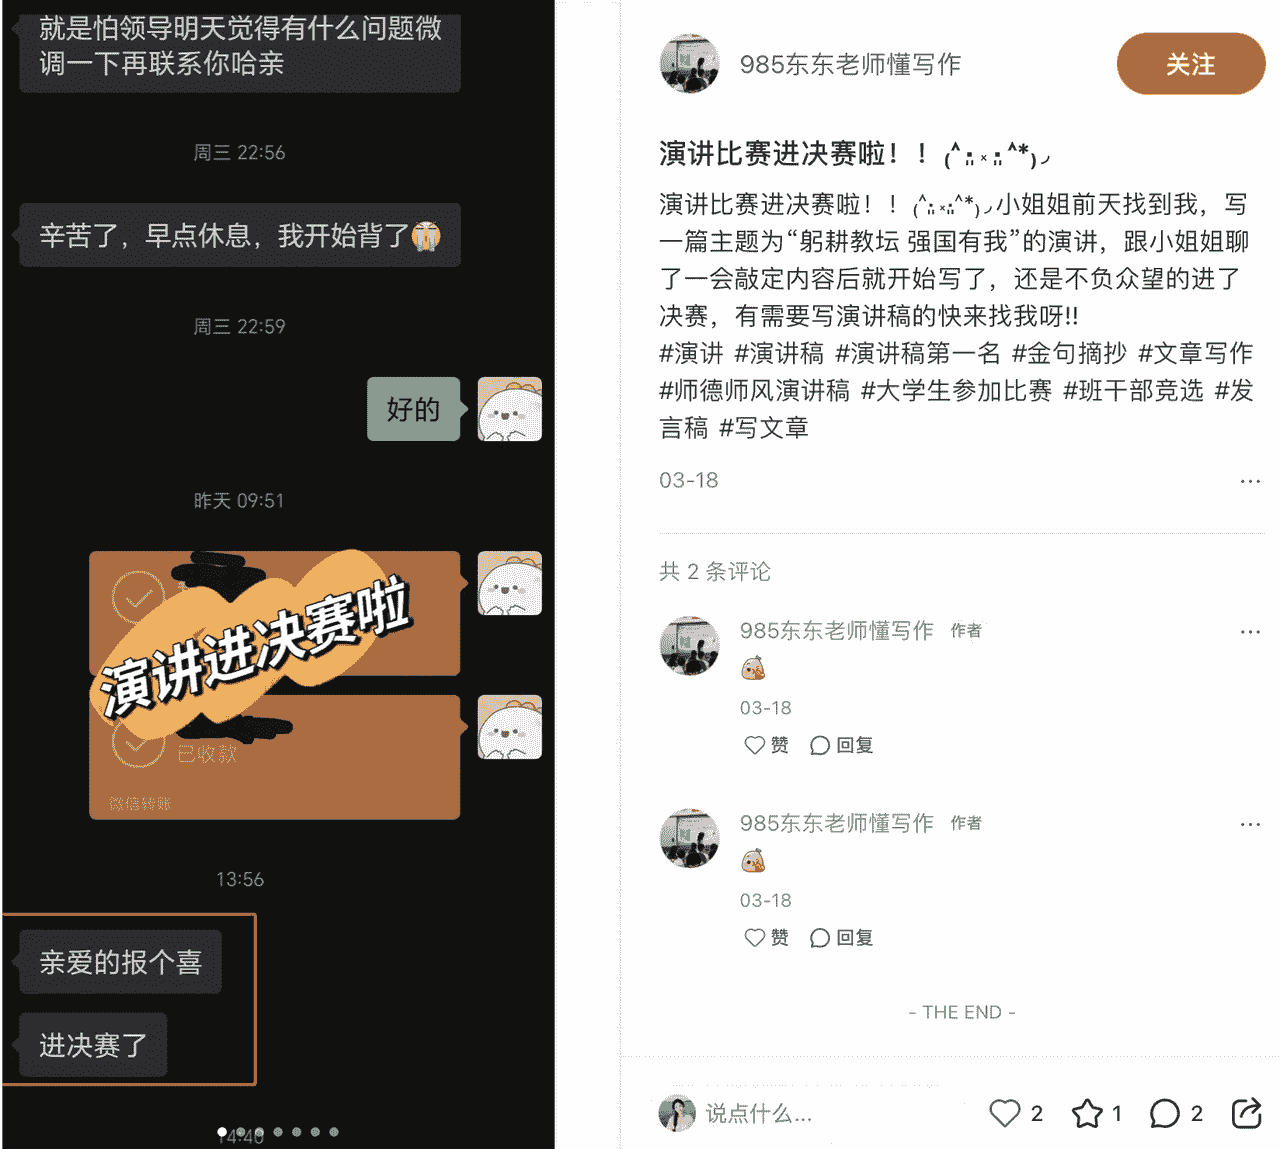 就是怕领导明天觉得有什么问题微
调一下再联系你哈亲
周三 22:56
辛苦了，早点休息，我开始背了😭
周三 22:59
好的
昨天 09:51
演讲进决赛啦
已收款
微信转账
13:56
亲爱的报个喜
进决赛了
14:40
985东东老师懂写作
关注
演讲比赛进决赛啦！！
演讲比赛进决赛啦！！小姐姐前天找到我，写
一篇主题为“躬耕教坛 强国有我”的演讲，跟小姐姐聊
了一会敲定内容后就开始写了，还是不负众望的进了
决赛，有需要写演讲稿的快来找我呀!!
#演讲 #演讲稿 #演讲稿第一名 #金句摘抄 #文章写作
#师德师风演讲稿 #大学生参加比赛 #班干部竞选 #发
言稿 #写文章
03-18
共 2 条评论
985东东老师懂写作 作者
03-18
赞 回复
985东东老师懂写作 作者
03-18
赞 回复
- THE END -
说点什么... 2 1 2